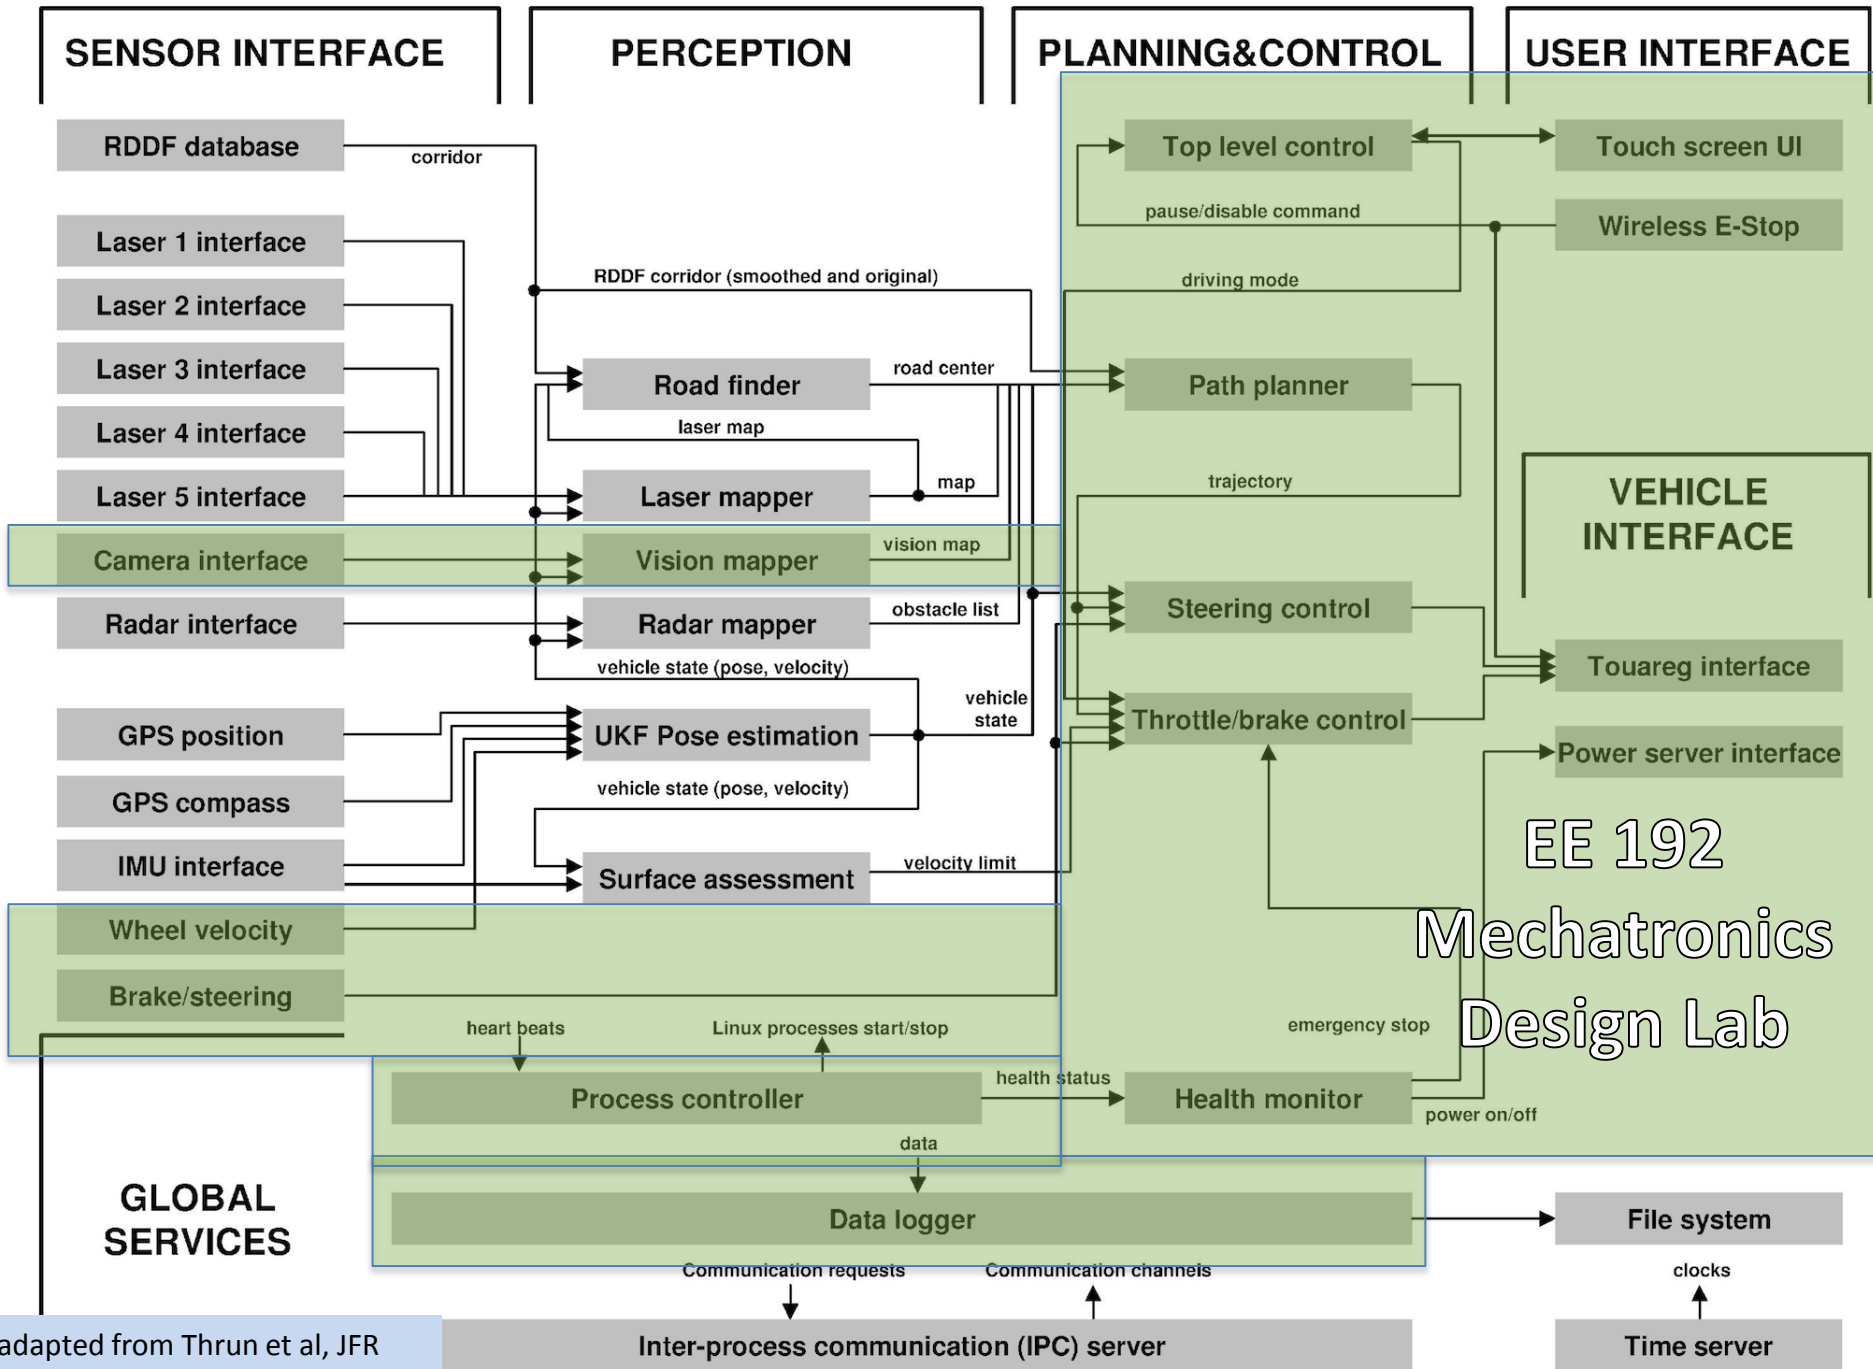 SENSOR INTERFACE
PERCEPTION
PLANNING&CONTROL
USER INTERFACE
RDDF database
corridor
Top level control
Touch screen UI
pause/disable command
Wireless E-Stop
Laser 1 interface
RDDF corridor (smoothed and original)
driving mode
Laser 2 interface
Laser 3 interface
Road finder
road center
Path planner
Laser 4 interface
laser map
Laser 5 interface
Laser mapper
map
trajectory
VEHICLE
INTERFACE
Camera interface
Vision mapper
vision map
Radar interface
Radar mapper
obstacle list
Steering control
vehicle state (pose, velocity)
Touareg interface
vehicle
state
GPS position
UKF Pose estimation
Throttle/brake control
Power server interface
vehicle state (pose, velocity)
GPS compass
IMU interface
Surface assessment
velocity limit
EE 192
Mechatronics
Design Lab
Wheel velocity
Brake/steering
heart beats
Linux processes start/stop
emergency stop
Process controller
health status
Health monitor
power on/off
data
GLOBAL
SERVICES
Data logger
File system
Communication requests
Communication channels
clocks
adapted from Thrun et al, JFR
Inter-process communication (IPC) server
Time server